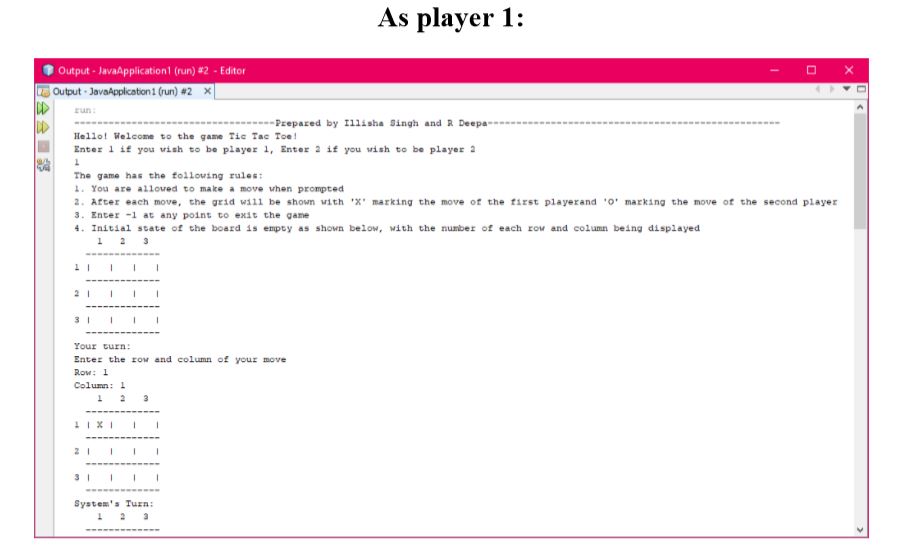 As player 1:
Output - JavaApplication1 (run) #2 - Editor
Output - JavaApplication1 (run) #2
run:
------------------------------------Prepared by Illisha Singh and R Deepa----------------------------------------------------
Hello! Welcome to the game Tic Tac Toe!
Enter 1 if you wish to be player 1, Enter 2 if you wish to be player 2
1
The game has the following rules:
1. You are allowed to make a move when prompted
2. After each move, the grid will be shown with 'X' marking the move of the first playerand 'O' marking the move of the second player
3. Enter -1 at any point to exit the game
4. Initial state of the board is empty as shown below, with the number of each row and column being displayed
    1   2   3
  -------------
1 |   |   |   |
  -------------
2 |   |   |   |
  -------------
3 |   |   |   |
  -------------
Your turn:
Enter the row and column of your move
Row: 1
Column: 1
    1   2   3
  -------------
1 | X |   |   |
  -------------
2 |   |   |   |
  -------------
3 |   |   |   |
  -------------
System's Turn:
    1   2   3
  -------------